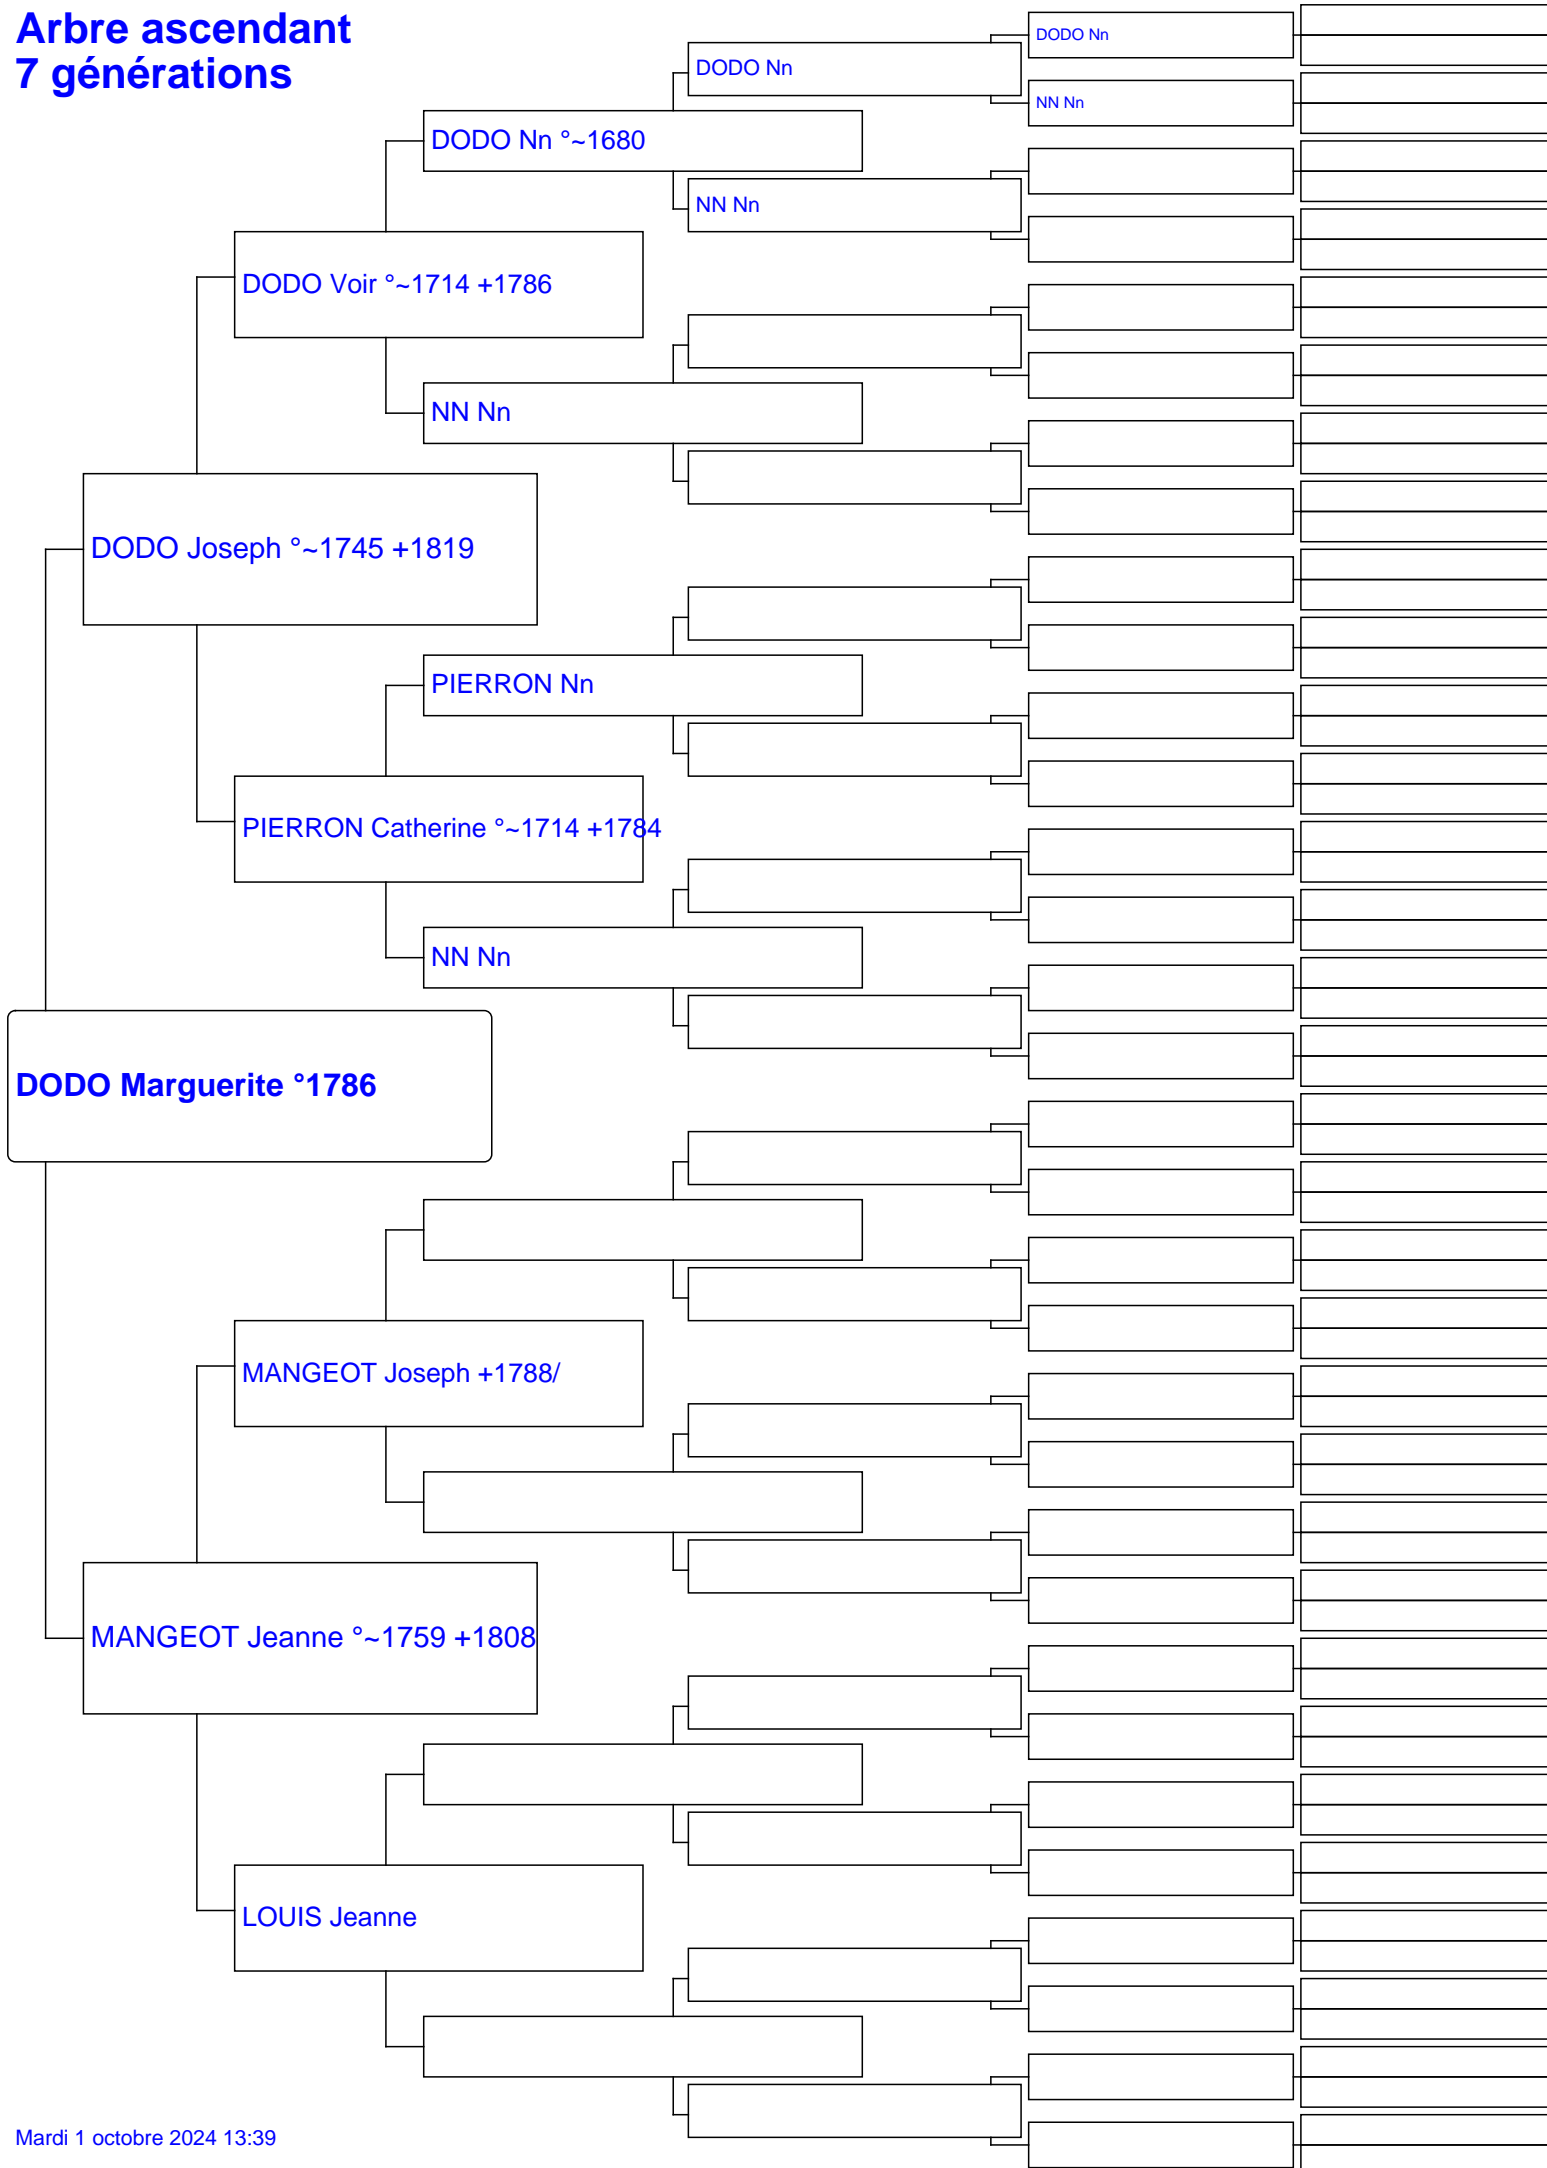 Arbre ascendant
7 générations
DODO Nn
DODO Nn
NN Nn
DODO Nn °~1680
NN Nn
DODO Voir °~1714 +1786
NN Nn
DODO Joseph °~1745 +1819
PIERRON Nn
PIERRON Catherine °~1714 +1784
NN Nn
DODO Marguerite °1786
MANGEOT Joseph +1788/
MANGEOT Jeanne °~1759 +1808
LOUIS Jeanne
Mardi 1 octobre 2024 13:39